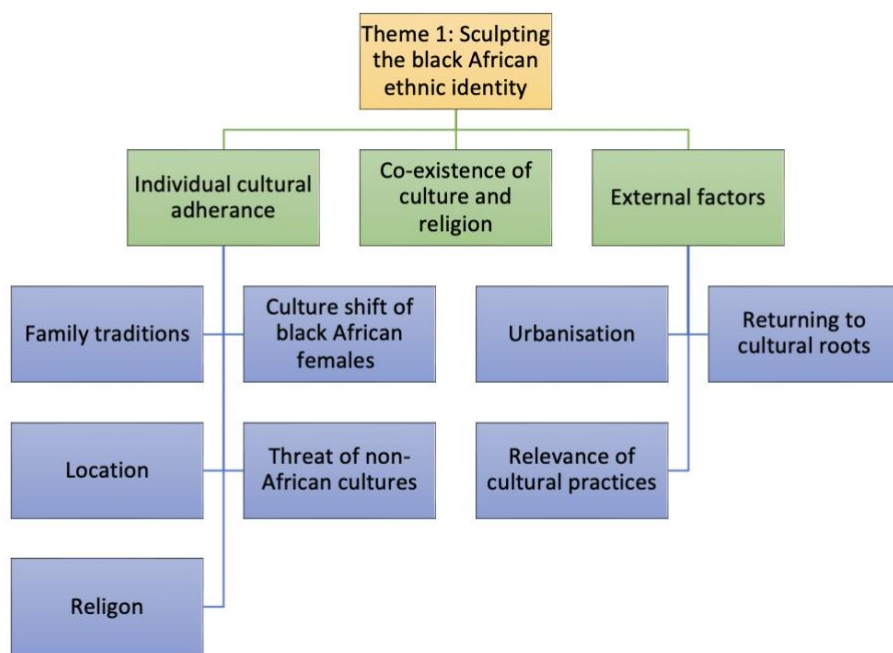 Theme 1: Sculpting
the black African
ethnic identity
Individual cultural
adherance
Co-existence of
culture and
religion
External factors
Family traditions
Culture shift of
black African
females
Urbanisation
Returning to
cultural roots
Location
Threat of non-
African cultures
Relevance of
cultural practices
Religon